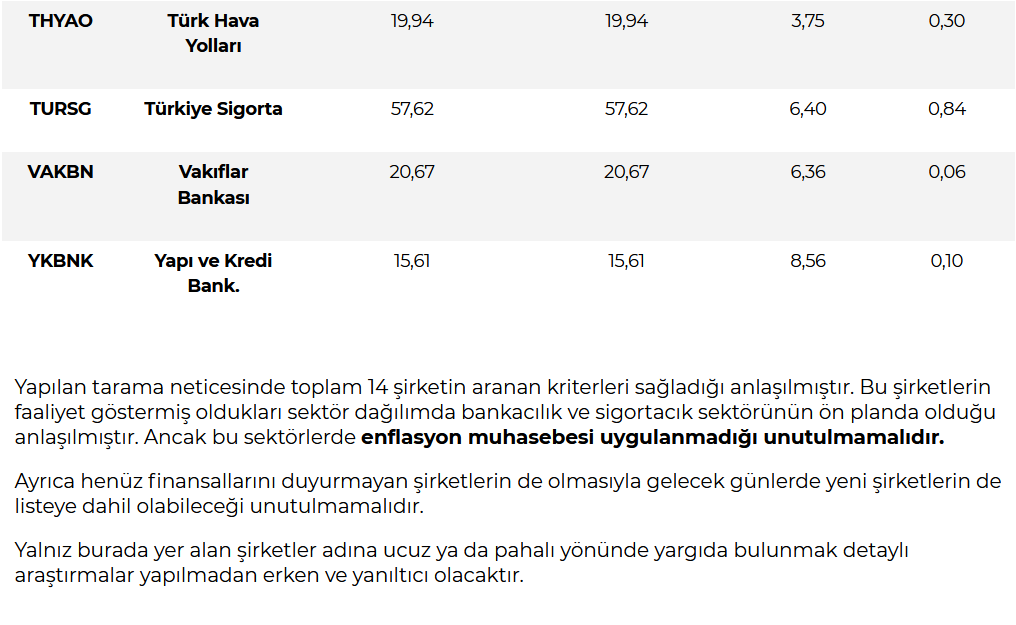 THYAO Türk Hava Yolları 19,94 19,94 3,75 0,30
TURSG Türkiye Sigorta 57,62 57,62 6,40 0,84
VAKBN Vakıflar Bankası 20,67 20,67 6,36 0,06
YKBNK Yapı ve Kredi Bank. 15,61 15,61 8,56 0,10
Yapılan tarama neticesinde toplam 14 şirketin aranan kriterleri sağladığı anlaşılmıştır. Bu şirketlerin
faaliyet göstermiş oldukları sektör dağılımda bankacılık ve sigortacık sektörünün ön planda olduğu
anlaşılmıştır. Ancak bu sektörlerde enflasyon muhasebesi uygulanmadığı unutulmamalıdır.
Ayrıca henüz finansallarını duyurmayan şirketlerin de olmasıyla gelecek günlerde yeni şirketlerin de
listeye dahil olabileceği unutulmamalıdır.
Yalnız burada yer alan şirketler adına ucuz ya da pahalı yönünde yargıda bulunmak detaylı
araştırmalar yapılmadan erken ve yanıltıcı olacaktır.